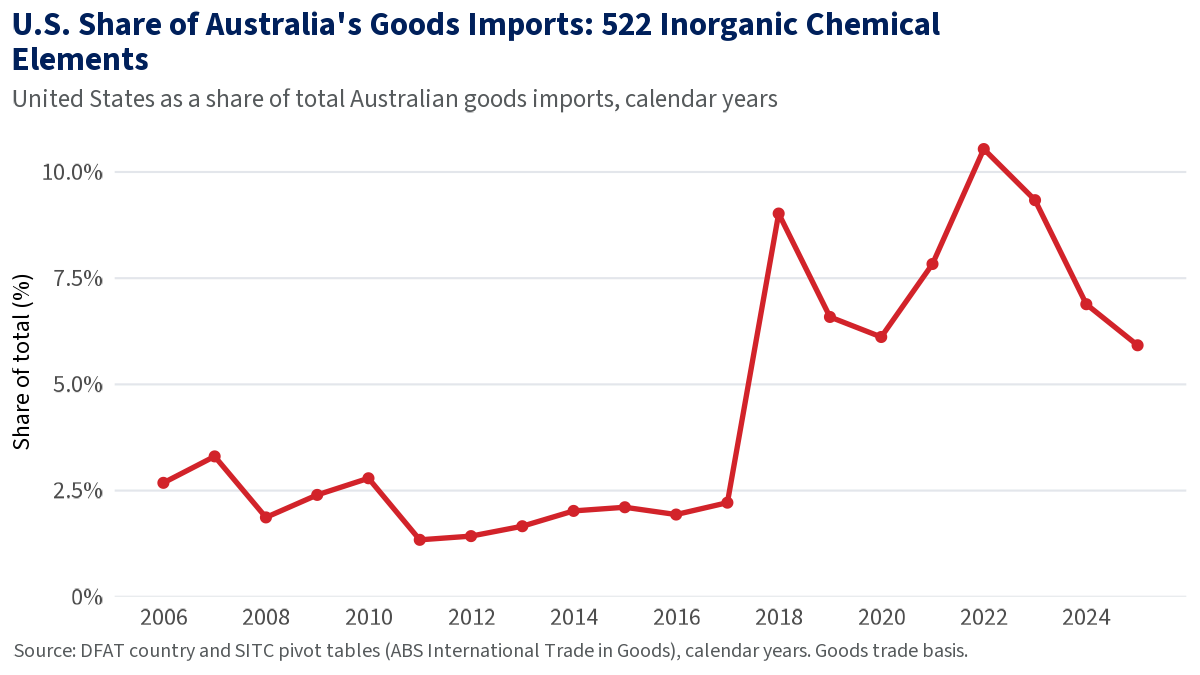 U.S. Share of Australia's Goods Imports: 522 Inorganic Chemical
Elements
United States as a share of total Australian goods imports, calendar years
Share of total (%)
10.0%
7.5%
5.0%
2.5%
0%
2006 2008 2010 2012 2014 2016 2018 2020 2022 2024
Source: DFAT country and SITC pivot tables (ABS International Trade in Goods), calendar years. Goods trade basis.